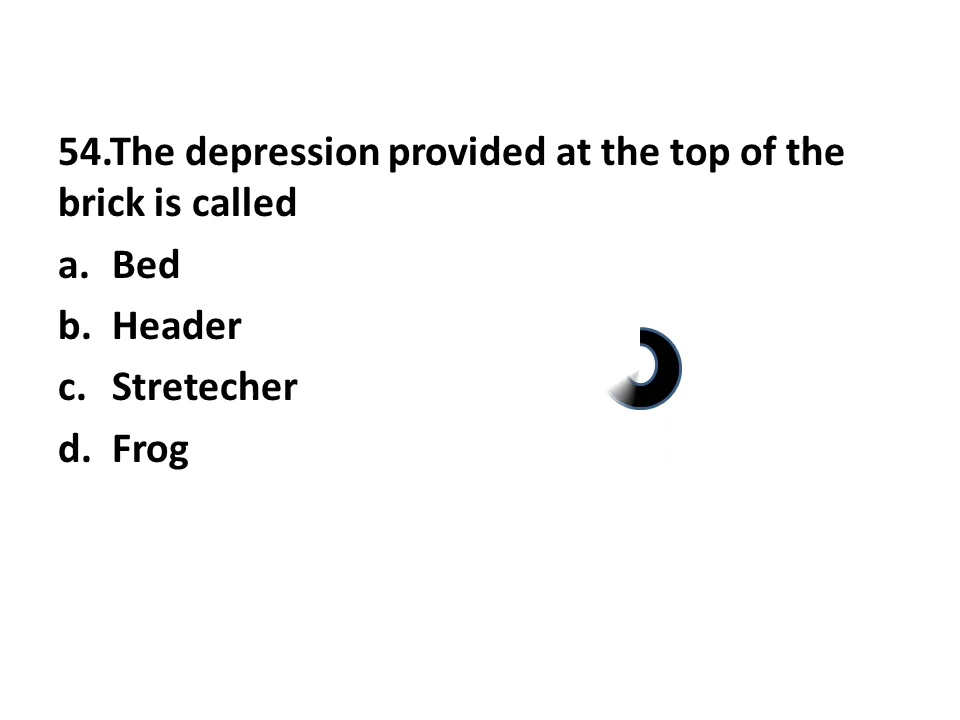 54.The depression provided at the top of the
brick is called
a. Bed
b. Header
c. Stretecher
d. Frog